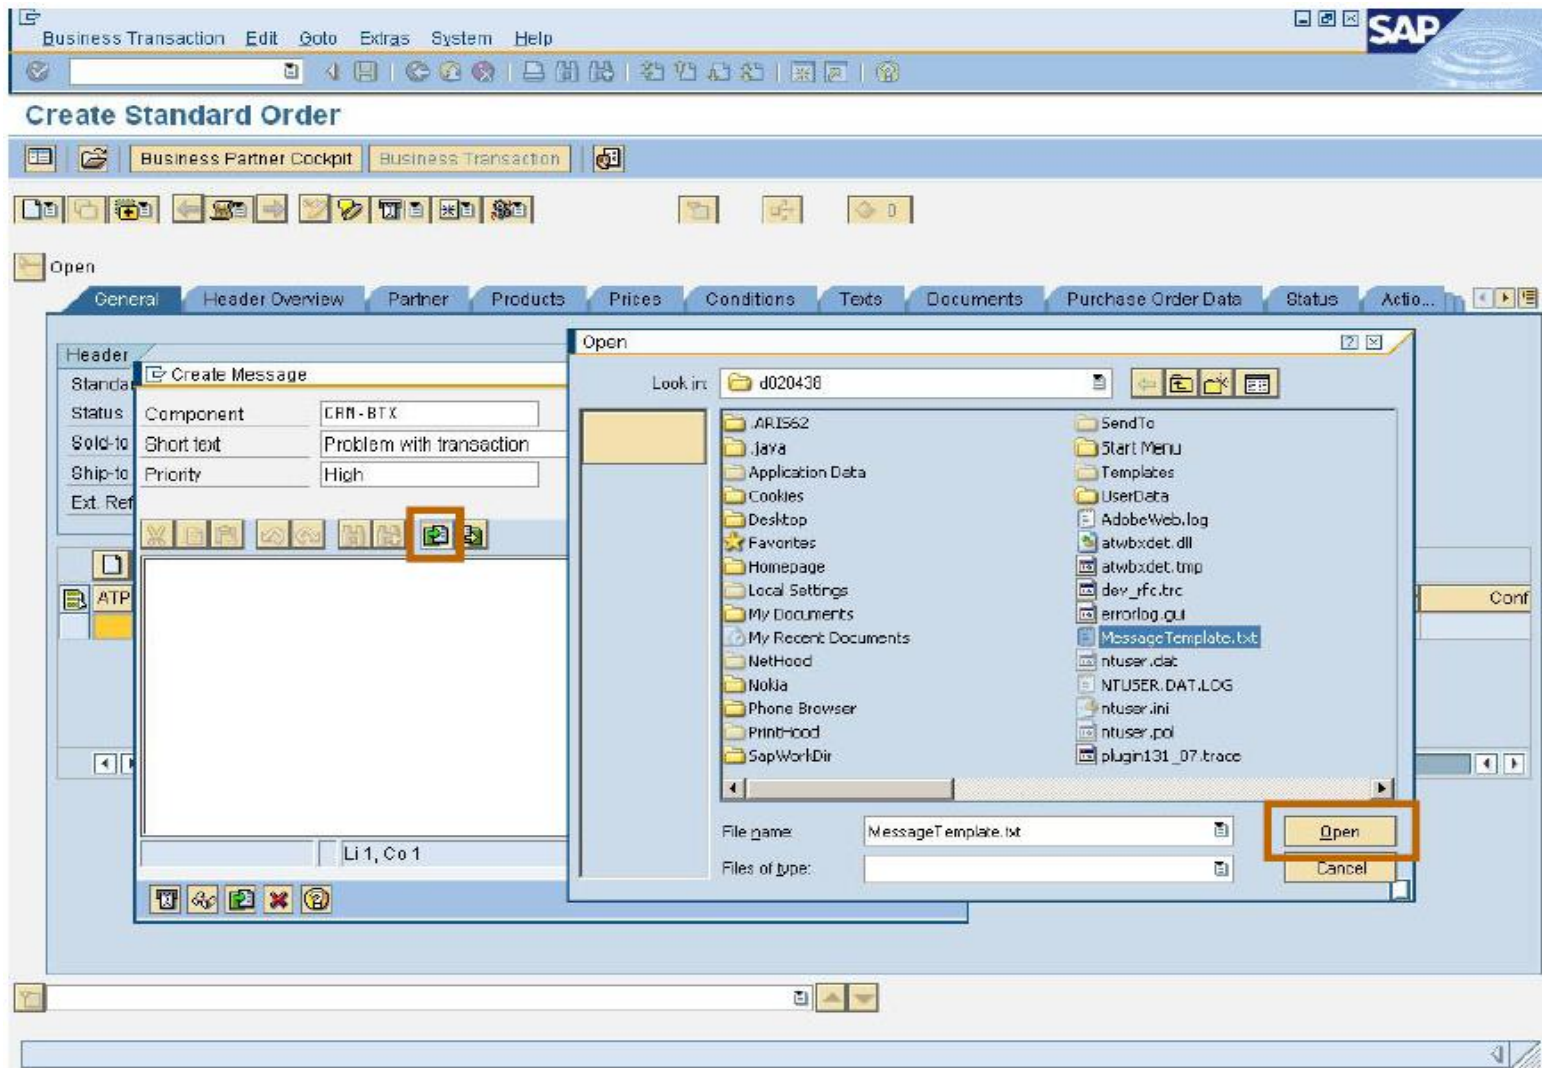 Business Transaction Edit Goto Extras System Help
SAP
Create Standard Order
Business Partner Cockpit Business Transaction
0
Open
General Header Overview Partner Products Prices Conditions Texts Documents Purchase Order Data Status Actio...
Header
Standa
Status
Sold-to
Ship-to
Ext. Ref
ATP
Conf
Create Message
Component CRM-BTX
Short text Problem with transaction
Priority High
Li 1, Co 1
Open
Look in: d020438
.ARIS62
.java
Application Data
Cookies
Desktop
Favorites
Homepage
Local Settings
My Documents
My Recent Documents
NetHood
Nokia
Phone Browser
PrintHood
SapWorkDir
SendTo
Start Menu
Templates
UserData
AdobeWeb.log
atwbxdet.dll
atwbxdet.tmp
dev_rfc.trc
errorlog.gui
MessageTemplate.txt
ntuser.dat
NTUSER.DAT.LOG
ntuser.ini
ntuser.pol
plugin131_07.trace
File name: MessageTemplate.txt Open
Files of type: Cancel